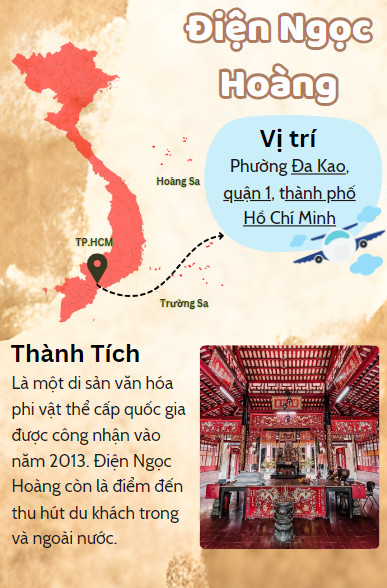 Điện Ngọc
Hoàng
Vị trí
Phường Đa Kao,
quận 1, thành phố
Hồ Chí Minh
Hoàng Sa
TP.HCM
Trường Sa
Thành Tích
Là một di sản văn hóa
phi vật thể cấp quốc gia
được công nhận vào
năm 2013. Điện Ngọc
Hoàng còn là điểm đến
thu hút du khách trong
và ngoài nước.